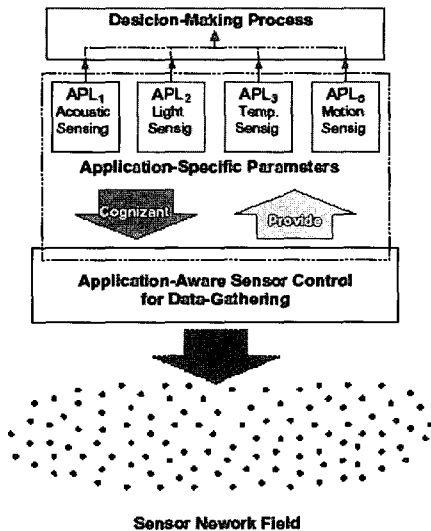 Desicion-Making Process
APL1 APL2 APL3 APL5
Acoustic Light Temp. Motion
Sensing Sensig Sensig Sensig
Application-Specific Parameters
Cognizant Provide
Application-Aware Sensor Control
for Data-Gathering
Sensor Nework Field